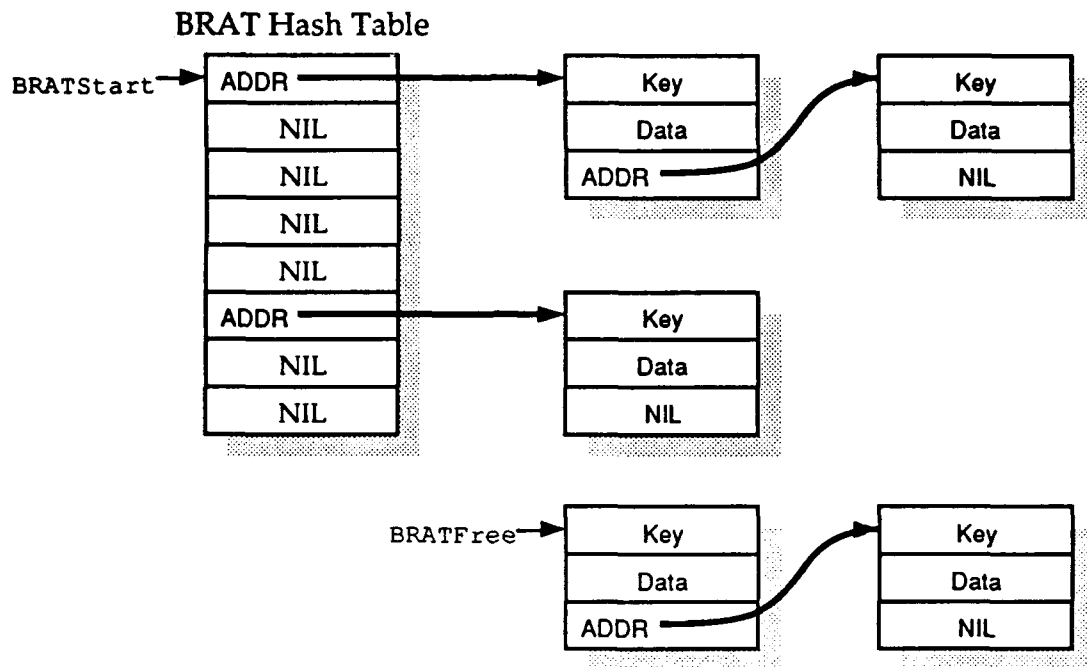 BRAT Hash Table
BRATStart
ADDR
NIL
NIL
NIL
NIL
ADDR
NIL
NIL
Key
Data
ADDR
Key
Data
NIL
Key
Data
NIL
BRATFree
Key
Data
ADDR
Key
Data
NIL